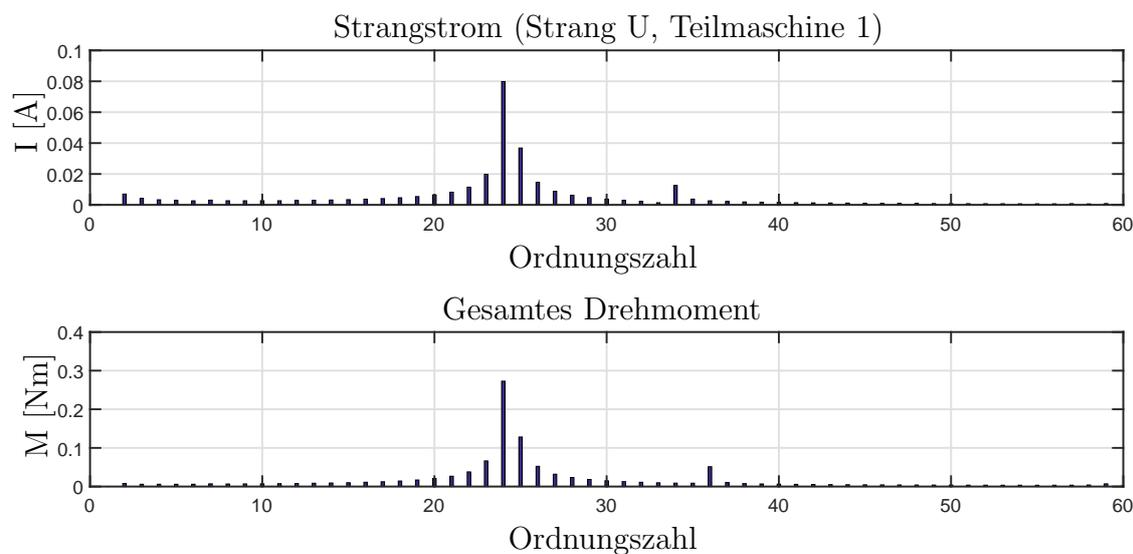 Strangstrom (Strang U, Teilmaschine 1)
I [A]
0.1
0.08
0.06
0.04
0.02
0
0 10 20 30 40 50 60
Ordnungszahl
Gesamtes Drehmoment
M [Nm]
0.4
0.3
0.2
0.1
0
0 10 20 30 40 50 60
Ordnungszahl